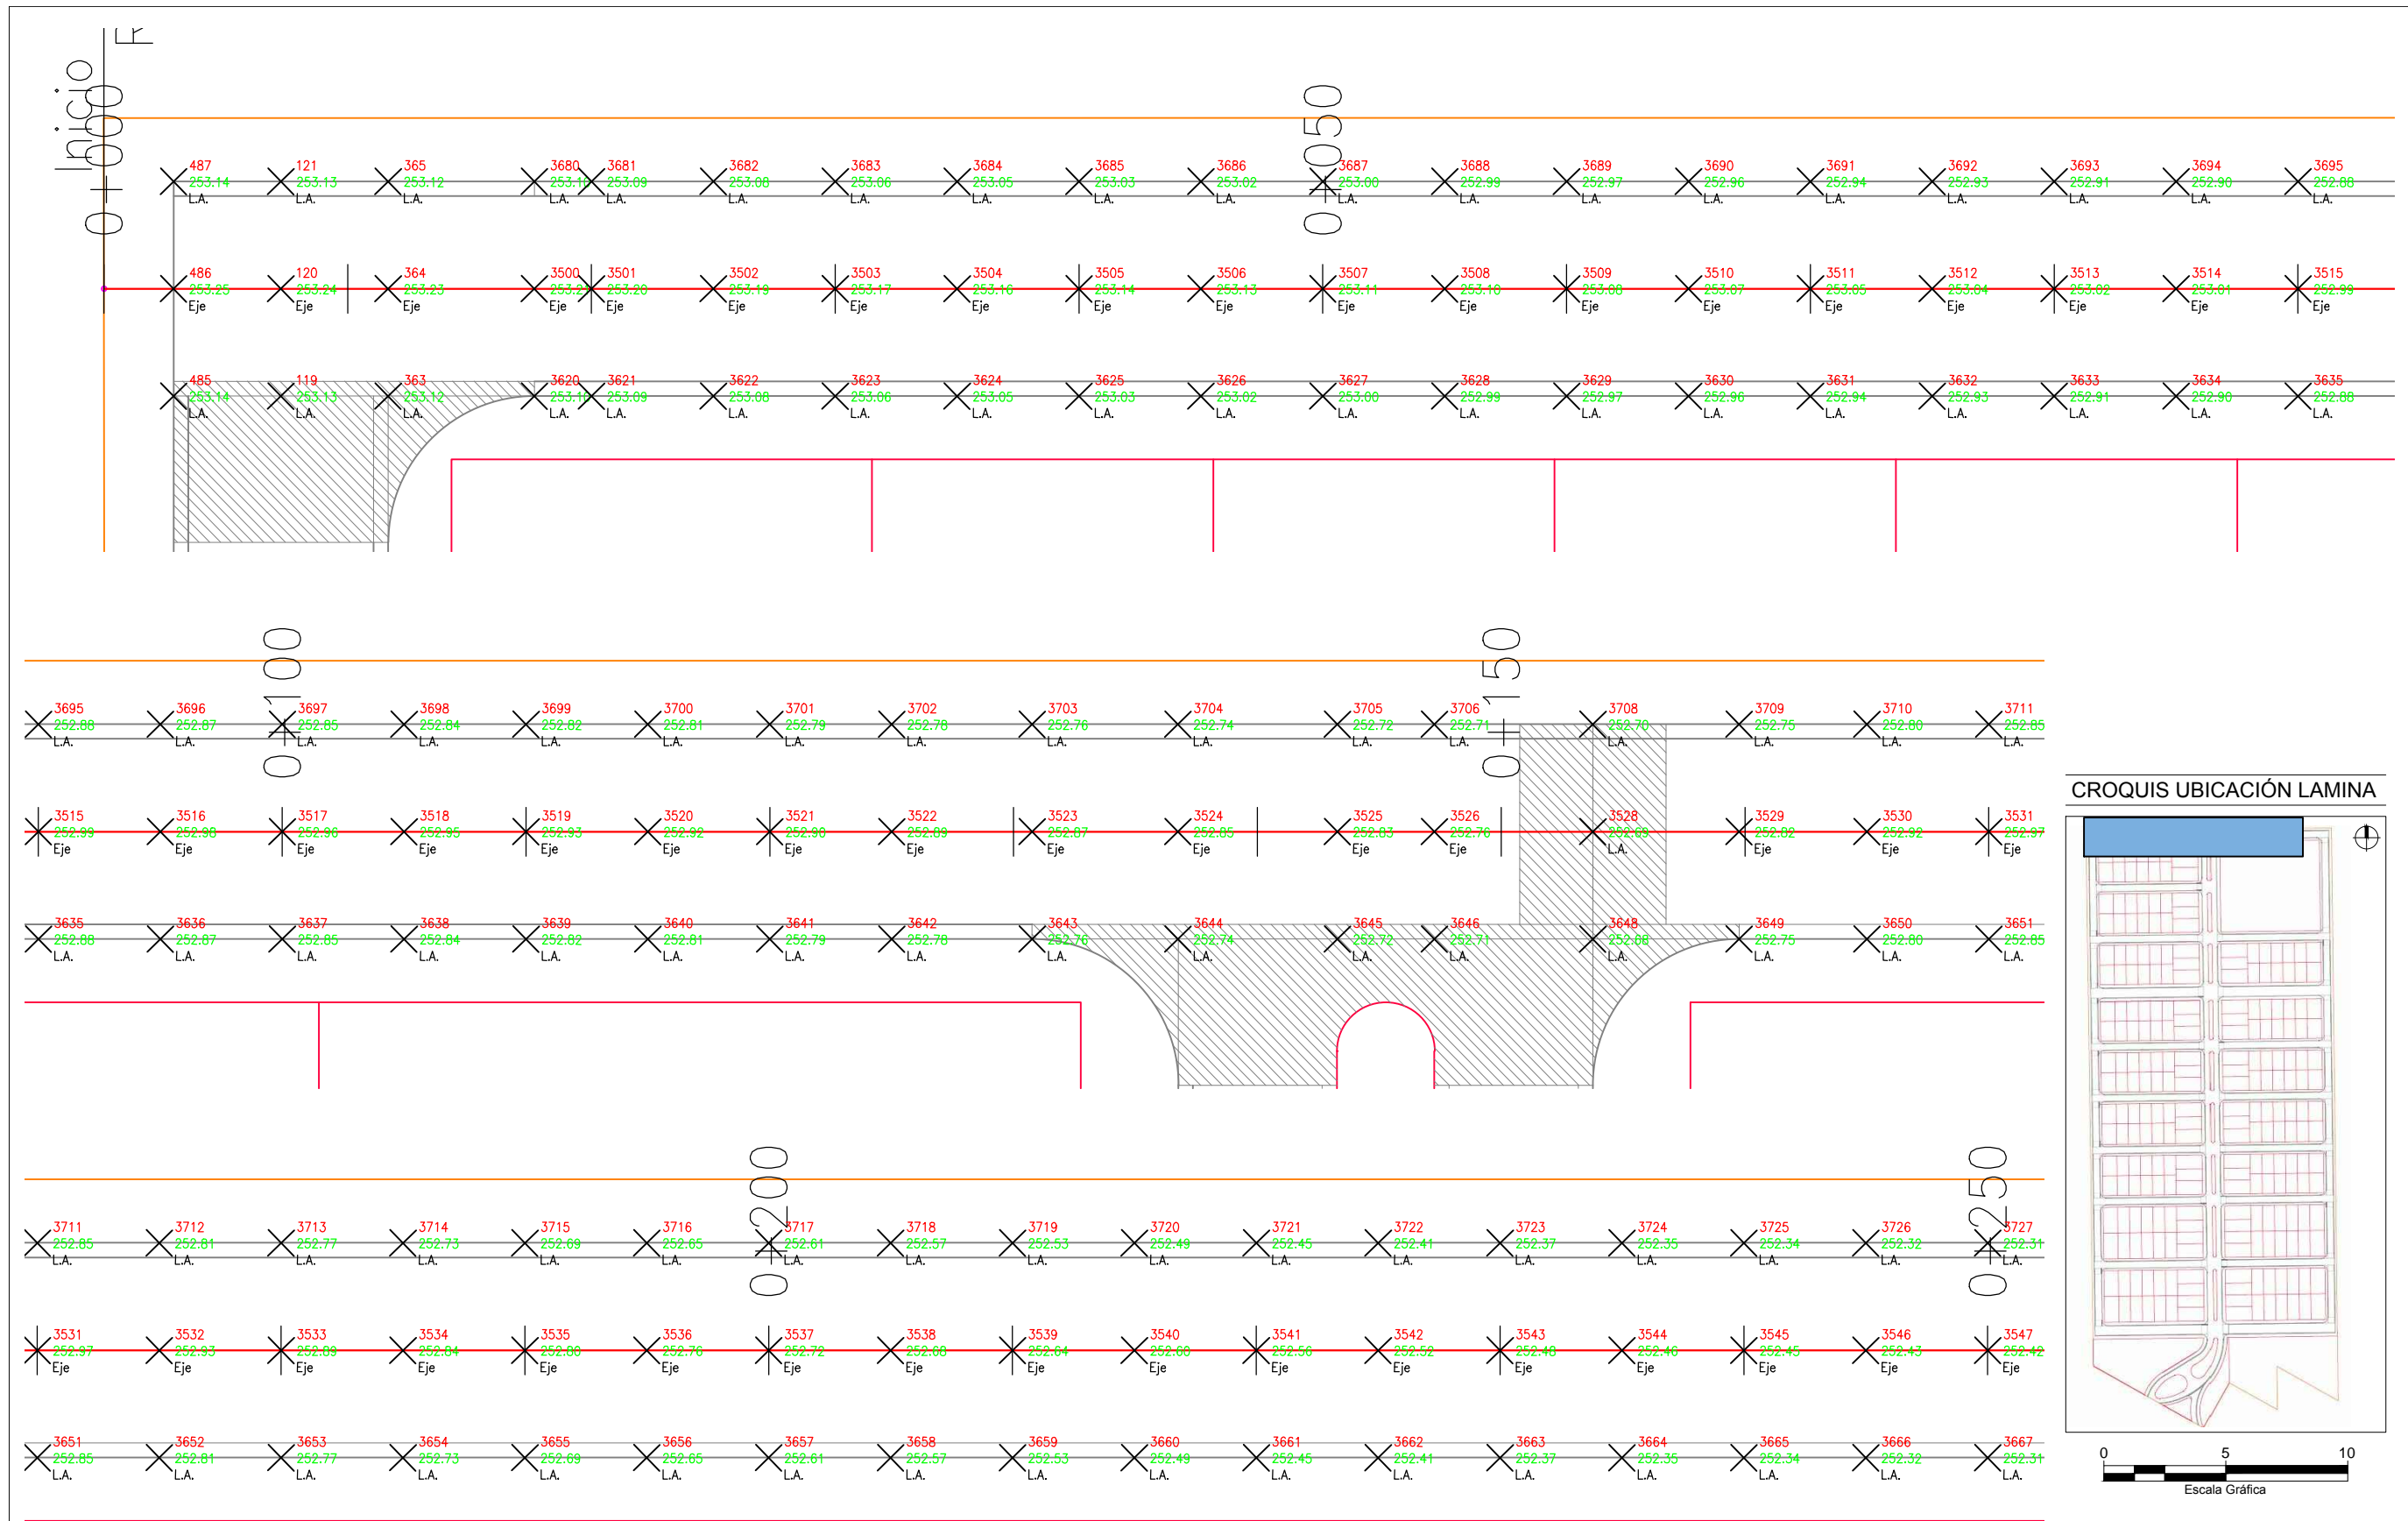 Inicio
0+000
0+050
487 121 365 3680 3681 3682 3683 3684 3685 3686 3687 3688 3689 3690 3691 3692 3693 3694 3695
253.14 253.13 253.12 253.10 253.09 253.08 253.06 253.05 253.03 253.02 253.00 252.99 252.97 252.96 252.94 252.93 252.91 252.90 252.88
L.A. L.A. L.A. L.A. L.A. L.A. L.A. L.A. L.A. L.A. L.A. L.A. L.A. L.A. L.A. L.A. L.A. L.A. L.A.
486 120 364 3500 3501 3502 3503 3504 3505 3506 3507 3508 3509 3510 3511 3512 3513 3514 3515
253.25 253.24 253.23 253.21 253.20 253.19 253.17 253.16 253.14 253.13 253.11 253.10 253.08 253.07 253.05 253.04 253.02 253.01 252.99
Eje Eje Eje Eje Eje Eje Eje Eje Eje Eje Eje Eje Eje Eje Eje Eje Eje Eje Eje
485 119 363 3620 3621 3622 3623 3624 3625 3626 3627 3628 3629 3630 3631 3632 3633 3634 3635
253.14 253.13 253.12 253.10 253.09 253.08 253.06 253.05 253.03 253.02 253.00 252.99 252.97 252.96 252.94 252.93 252.91 252.90 252.88
L.A. L.A. L.A. L.A. L.A. L.A. L.A. L.A. L.A. L.A. L.A. L.A. L.A. L.A. L.A. L.A. L.A. L.A. L.A.
0+100
0+150
3695 3696 3697 3698 3699 3700 3701 3702 3703 3704 3705 3706 3708 3709 3710 3711
252.88 252.87 252.85 252.84 252.82 252.81 252.79 252.78 252.76 252.74 252.72 252.71 252.70 252.75 252.80 252.85
L.A. L.A. L.A. L.A. L.A. L.A. L.A. L.A. L.A. L.A. L.A. L.A. L.A. L.A. L.A. L.A.
3515 3516 3517 3518 3519 3520 3521 3522 3523 3524 3525 3526 3528 3529 3530 3531
252.99 252.98 252.96 252.95 252.93 252.92 252.90 252.89 252.87 252.85 252.83 252.76 252.69 252.82 252.92 252.97
Eje Eje Eje Eje Eje Eje Eje Eje Eje Eje Eje Eje L.A. Eje Eje Eje
3635 3636 3637 3638 3639 3640 3641 3642 3643 3644 3645 3646 3648 3649 3650 3651
252.88 252.87 252.85 252.84 252.82 252.81 252.79 252.78 252.76 252.74 252.72 252.71 252.68 252.75 252.80 252.85
L.A. L.A. L.A. L.A. L.A. L.A. L.A. L.A. L.A. L.A. L.A. L.A. L.A. L.A. L.A. L.A.
0+200
0+250
3711 3712 3713 3714 3715 3716 3717 3718 3719 3720 3721 3722 3723 3724 3725 3726 3727
252.85 252.81 252.77 252.73 252.69 252.65 252.61 252.57 252.53 252.49 252.45 252.41 252.37 252.35 252.34 252.32 252.31
L.A. L.A. L.A. L.A. L.A. L.A. L.A. L.A. L.A. L.A. L.A. L.A. L.A. L.A. L.A. L.A. L.A.
3531 3532 3533 3534 3535 3536 3537 3538 3539 3540 3541 3542 3543 3544 3545 3546 3547
252.97 252.93 252.89 252.84 252.80 252.76 252.72 252.68 252.64 252.60 252.56 252.52 252.48 252.46 252.45 252.43 252.42
Eje Eje Eje Eje Eje Eje Eje Eje Eje Eje Eje Eje Eje Eje Eje Eje Eje
3651 3652 3653 3654 3655 3656 3657 3658 3659 3660 3661 3662 3663 3664 3665 3666 3667
252.85 252.81 252.77 252.73 252.69 252.65 252.61 252.57 252.53 252.49 252.45 252.41 252.37 252.35 252.34 252.32 252.31
L.A. L.A. L.A. L.A. L.A. L.A. L.A. L.A. L.A. L.A. L.A. L.A. L.A. L.A. L.A. L.A. L.A.
CROQUIS UBICACIÓN LAMINA
0 5 10
Escala Gráfica